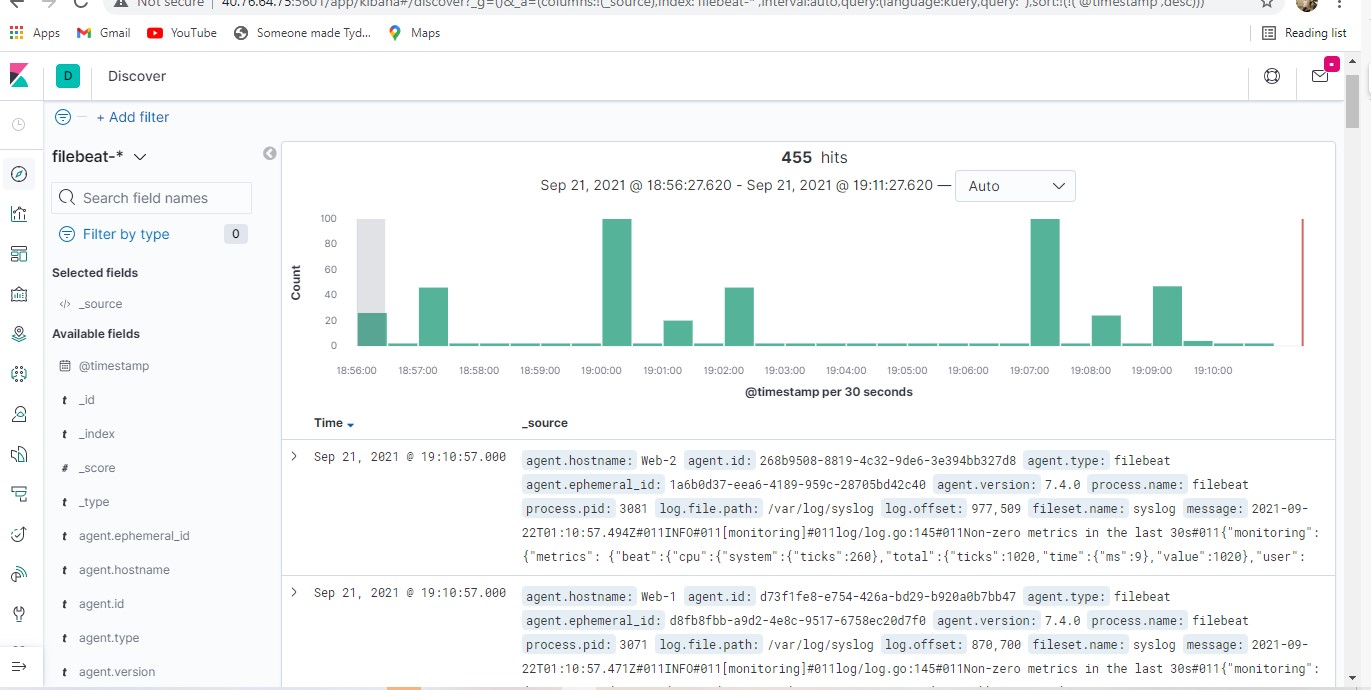 Not secure | 40.76.64.75:5601/app/kibana#/discover?_g=()&_a=(columns:!(_source),index:'filebeat-*',interval:auto,query:(language:kuery,query:''),sort:!(!('@timestamp',desc)))
Apps Gmail YouTube Someone made Tyd... Maps Reading list
D Discover
+ Add filter
filebeat-*
Search field names
Filter by type 0
Selected fields
_source
Available fields
@timestamp
t _id
t _index
# _score
t _type
t agent.ephemeral_id
t agent.hostname
t agent.id
t agent.type
t agent.version
455 hits
Sep 21, 2021 @ 18:56:27.620 - Sep 21, 2021 @ 19:11:27.620 — Auto
Count
100
80
60
40
20
0
18:56:00 18:57:00 18:58:00 18:59:00 19:00:00 19:01:00 19:02:00 19:03:00 19:04:00 19:05:00 19:06:00 19:07:00 19:08:00 19:09:00 19:10:00
@timestamp per 30 seconds
Time _source
Sep 21, 2021 @ 19:10:57.000
agent.hostname: Web-2 agent.id: 268b9508-8819-4c32-9de6-3e394bb327d8 agent.type: filebeat
agent.ephemeral_id: 1a6b0d37-eea6-4189-959c-28705bd42c40 agent.version: 7.4.0 process.name: filebeat
process.pid: 3081 log.file.path: /var/log/syslog log.offset: 977,509 fileset.name: syslog message: 2021-09-
22T01:10:57.494Z#011INFO#011[monitoring]#011log/log.go:145#011Non-zero metrics in the last 30s#011{"monitoring":
{"metrics": {"beat":{"cpu":{"system":{"ticks":260},"total":{"ticks":1020,"time":{"ms":9},"value":1020},"user":
Sep 21, 2021 @ 19:10:57.000
agent.hostname: Web-1 agent.id: d73f1fe8-e754-426a-bd29-b920a0b7bb47 agent.type: filebeat
agent.ephemeral_id: d8fb8fbb-a9d2-4e8c-9517-6758ec20d7f0 agent.version: 7.4.0 process.name: filebeat
process.pid: 3071 log.file.path: /var/log/syslog log.offset: 870,700 fileset.name: syslog message: 2021-09-
22T01:10:57.471Z#011INFO#011[monitoring]#011log/log.go:145#011Non-zero metrics in the last 30s#011{"monitoring":